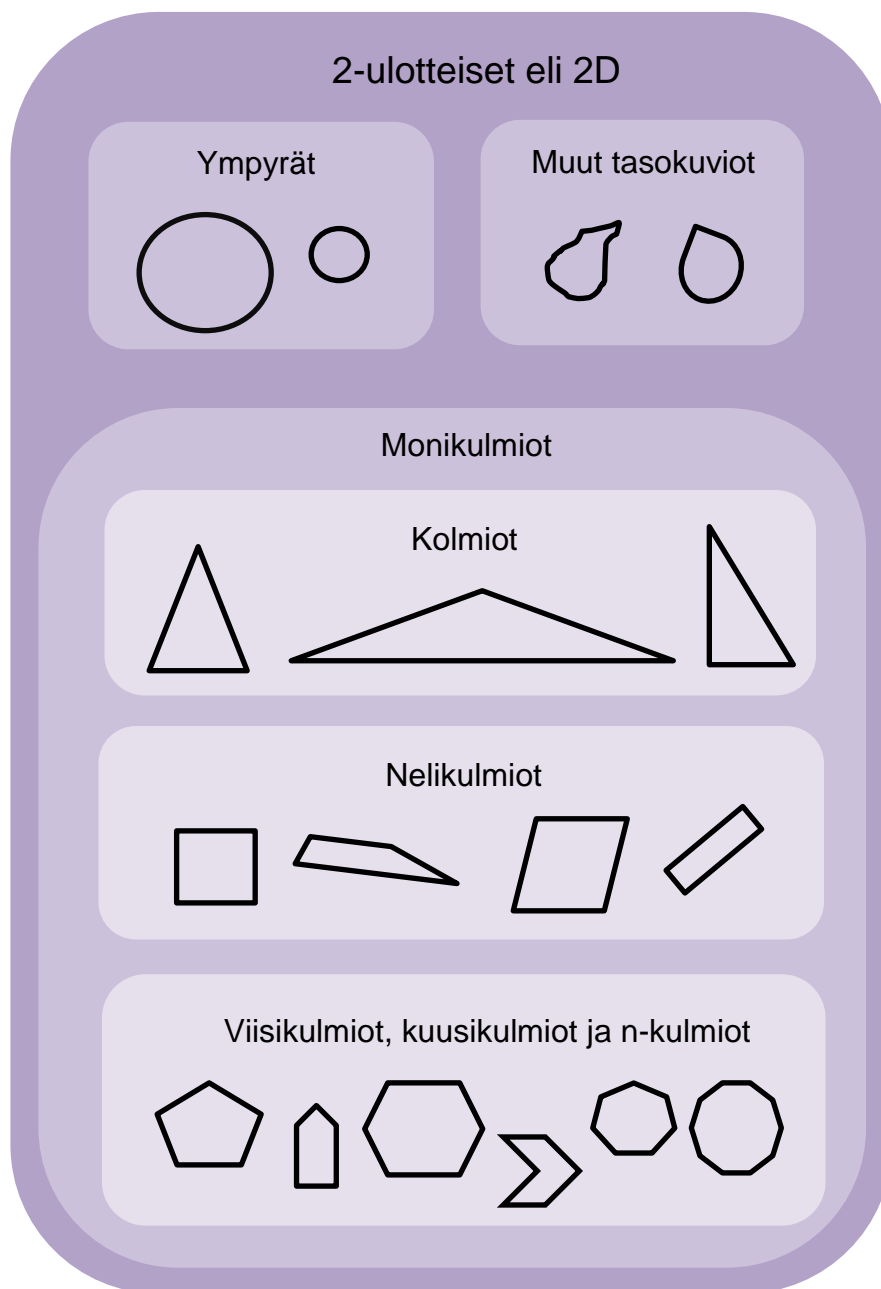 2-ulotteiset eli 2D
Ympyrät
Muut tasokuviot
Monikulmiot
Kolmiot
Nelikulmiot
Viisikulmiot, kuusikulmiot ja n-kulmiot